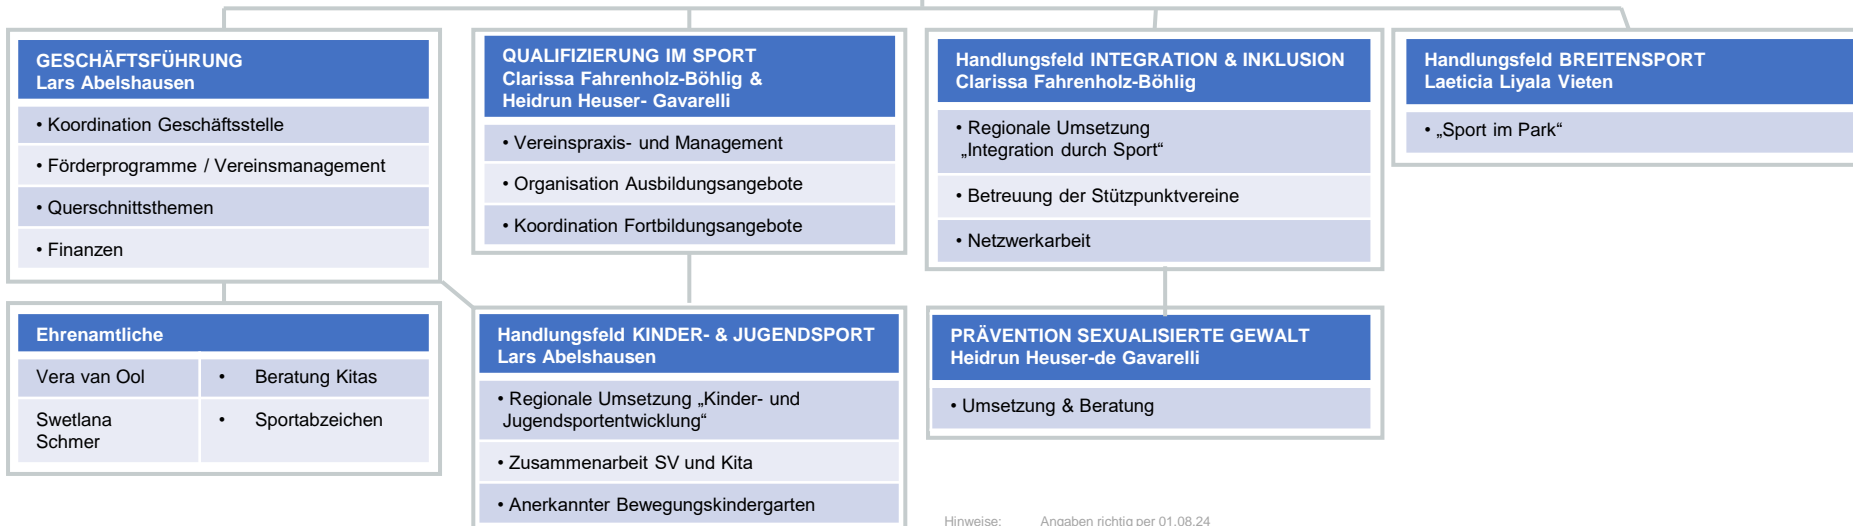 GESCHÄFTSFÜHRUNG
Lars Abelshausen
• Koordination Geschäftsstelle
• Förderprogramme / Vereinsmanagement
• Querschnittsthemen
• Finanzen
QUALIFIZIERUNG IM SPORT
Clarissa Fahrenholz-Böhlig &
Heidrun Heuser- Gavarelli
• Vereinspraxis- und Management
• Organisation Ausbildungsangebote
• Koordination Fortbildungsangebote
Handlungsfeld INTEGRATION & INKLUSION
Clarissa Fahrenholz-Böhlig
• Regionale Umsetzung
„Integration durch Sport“
• Betreuung der Stützpunktvereine
• Netzwerkarbeit
Handlungsfeld BREITENSPORT
Laeticia Liyala Vieten
• „Sport im Park“
Ehrenamtliche
Vera van Ool • Beratung Kitas
Swetlana • Sportabzeichen
Schmer
Handlungsfeld KINDER- & JUGENDSPORT
Lars Abelshausen
• Regionale Umsetzung „Kinder- und
Jugendsportentwicklung“
• Zusammenarbeit SV und Kita
• Anerkannter Bewegungskindergarten
PRÄVENTION SEXUALISIERTE GEWALT
Heidrun Heuser-de Gavarelli
• Umsetzung & Beratung
Hinweise: Angaben richtig per 01.08.24